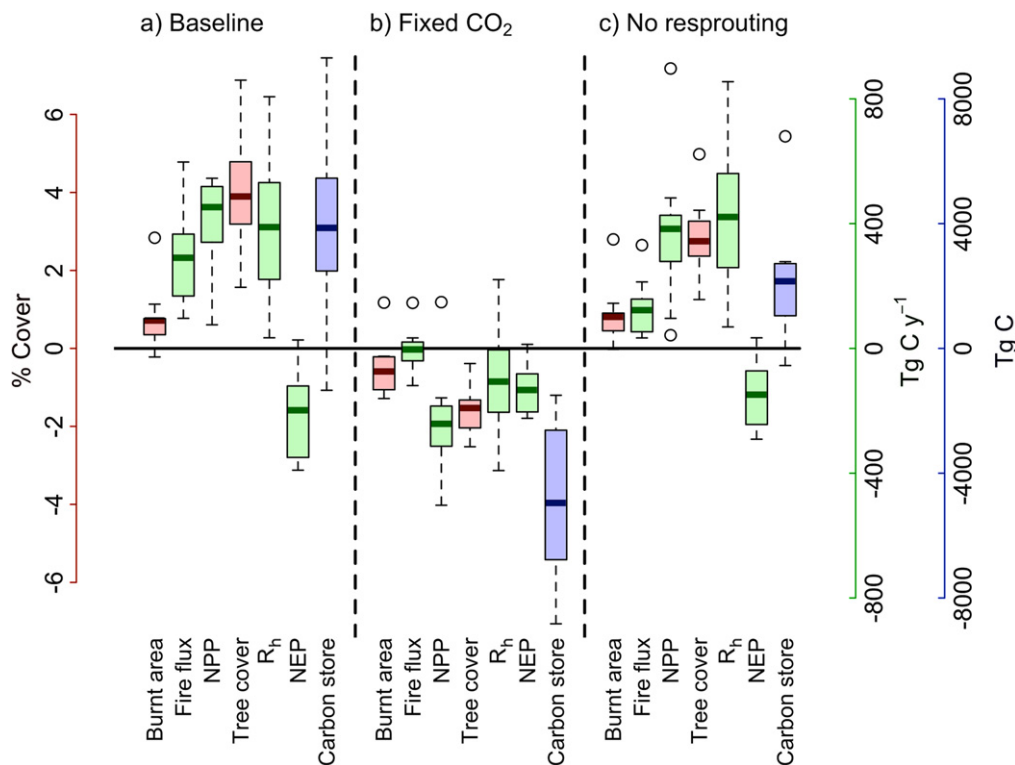 a) Baseline
b) Fixed CO₂
c) No resprouting
% Cover
6
4
2
0
-2
-4
-6
Tg C y⁻¹
800
400
0
-400
-800
Tg C
8000
4000
0
-4000
-8000
Burnt area
Fire flux
NPP
Tree cover
Rₕ
NEP
Carbon store
Burnt area
Fire flux
NPP
Tree cover
Rₕ
NEP
Carbon store
Burnt area
Fire flux
NPP
Tree cover
Rₕ
NEP
Carbon store